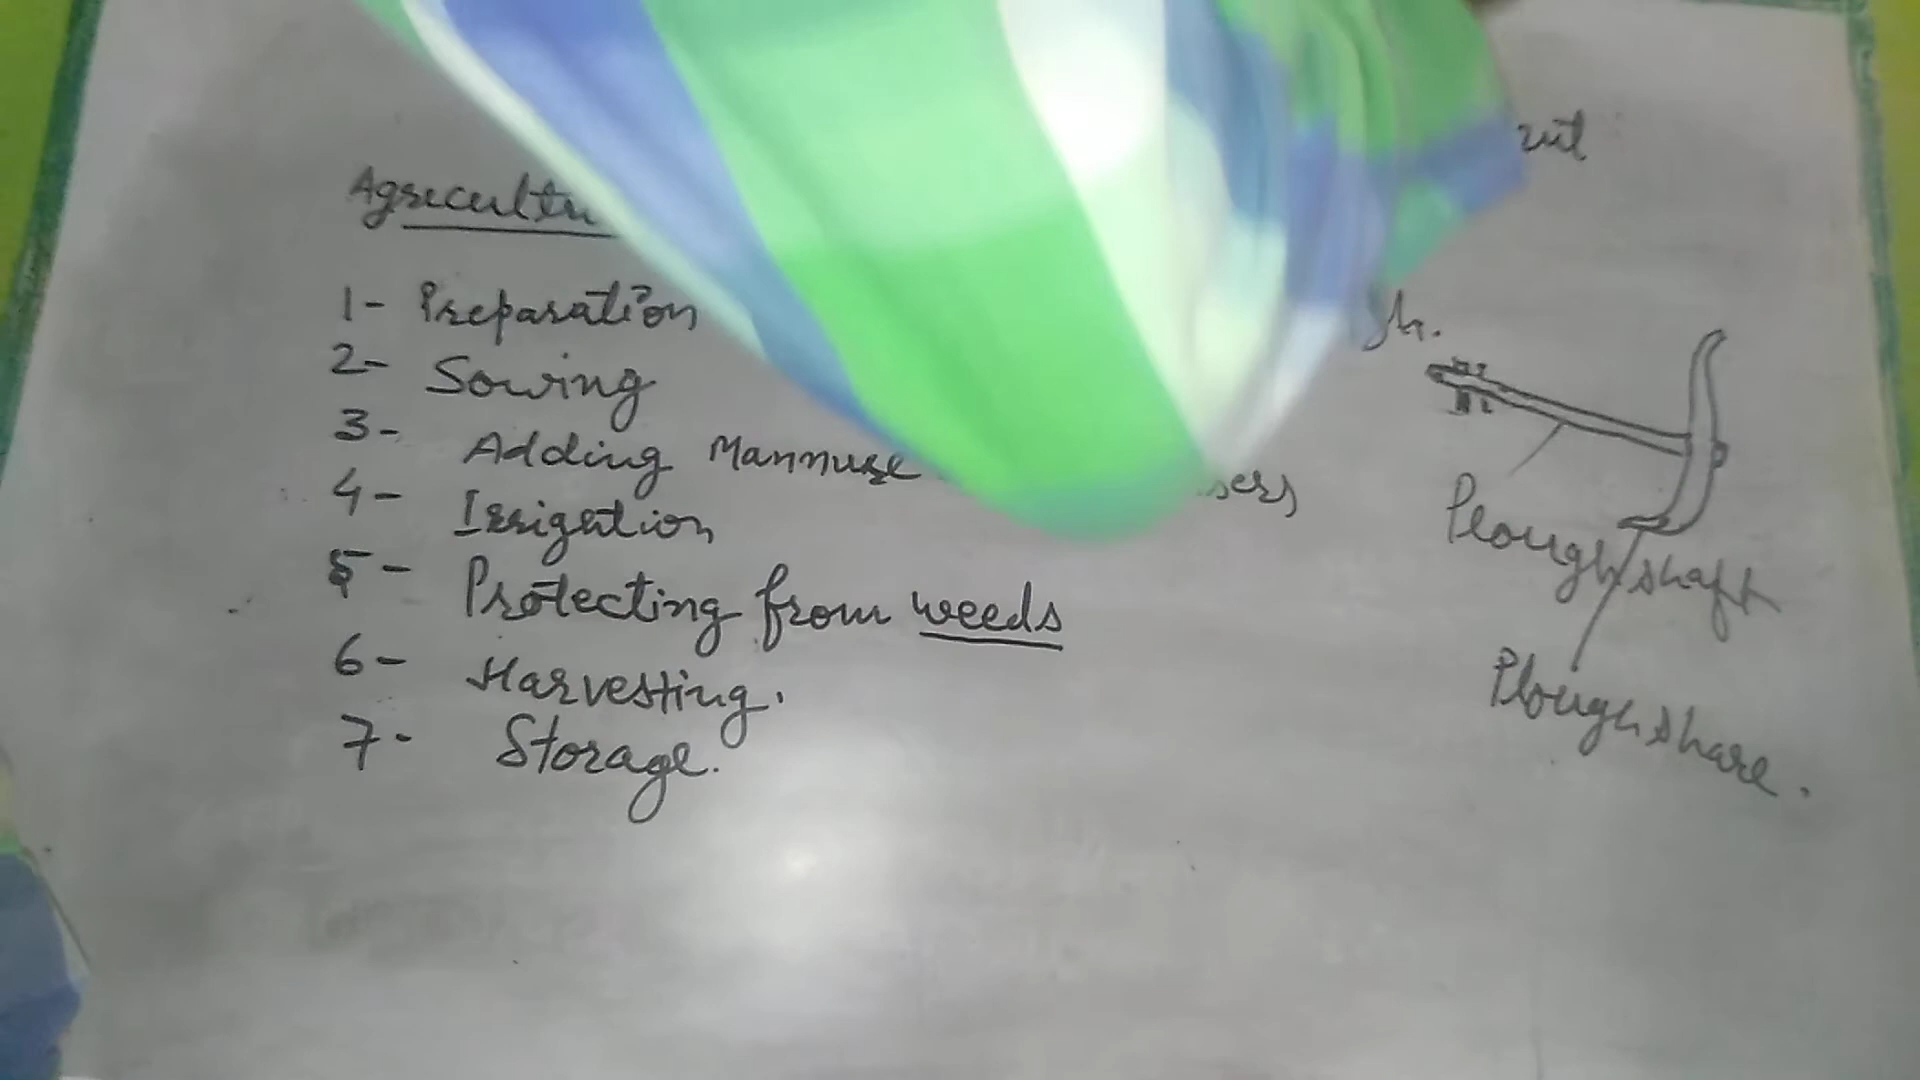 Agricultu
1- Preparation
2- Sowing
3- Adding Mannure
4- Irrigation
5- Protecting from weeds
6- Harvesting.
7- Storage.
Plough shaft
Ploughshare.